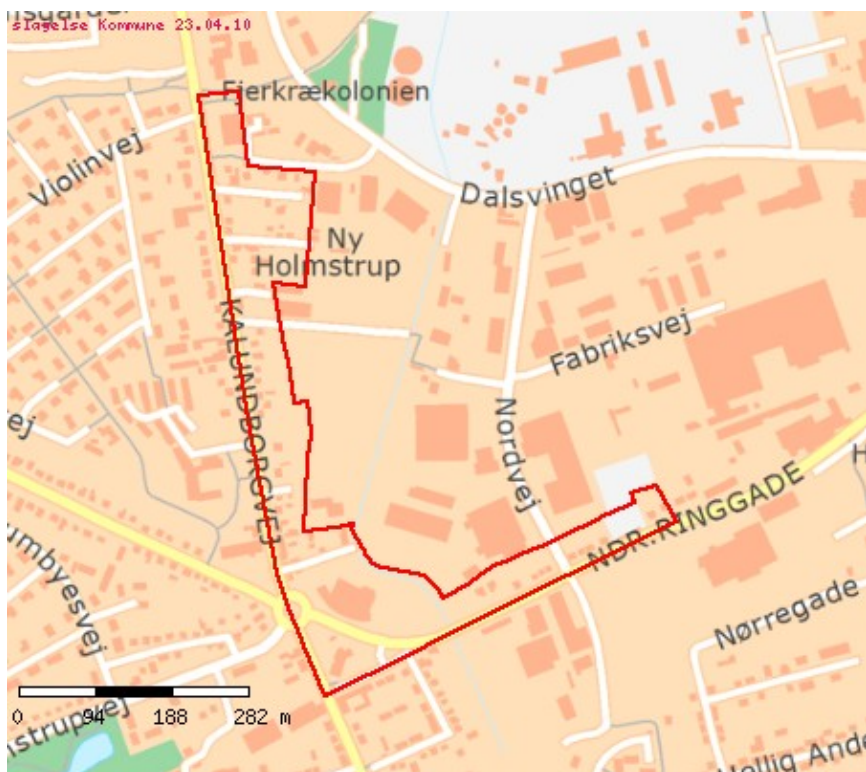 slagelse Kommune 23.04.10
Fjerkrækolonien
Violinvej
Dalsvinget
Ny
Holmstrup
KALUNDBORGVEJ
Fabriksvej
Nordvej
NDR.RINGGADE
Nørregade
0 94 188 282 m